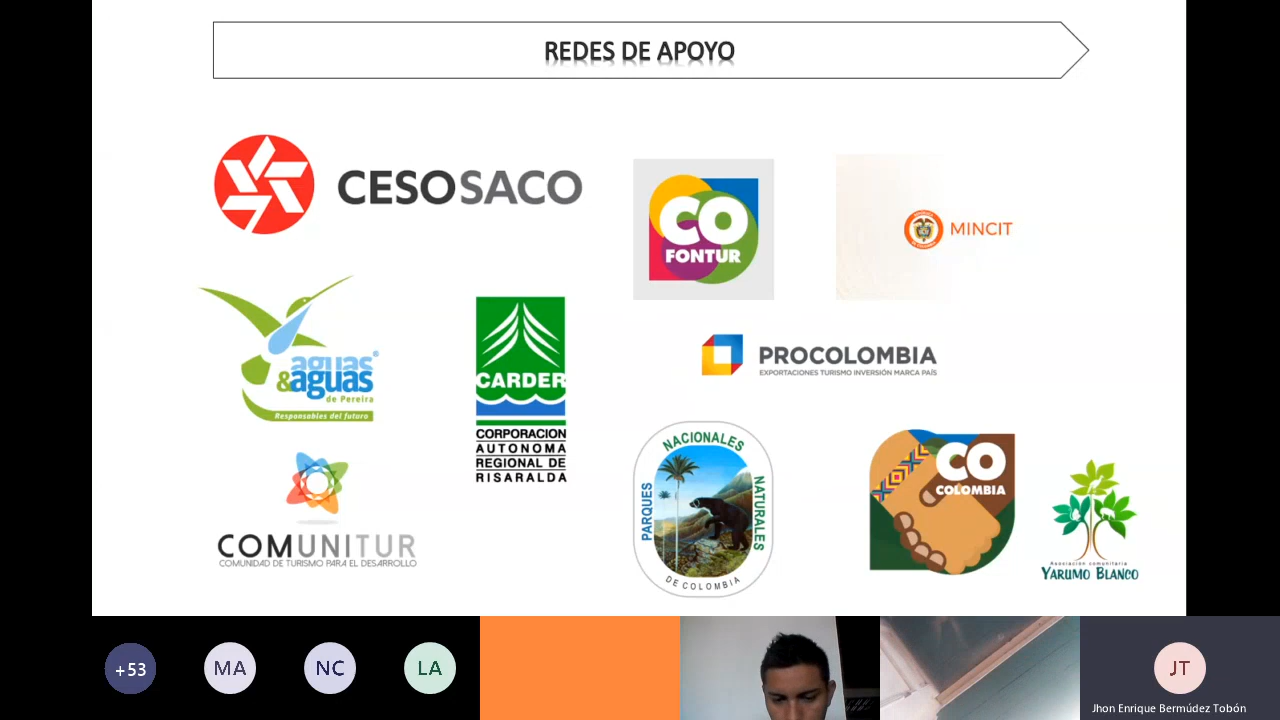 REDES DE APOYO
CESOSACO
CO
FONTUR
MINCIT
aguas
&aguas
de Pereira
Responsables del futuro
CARDER
CORPORACION
AUTONOMA
REGIONAL DE
RISARALDA
PROCOLOMBIA
EXPORTACIONES TURISMO INVERSIÓN MARCA PAÍS
COMUNITUR
COMUNIDAD DE TURISMO PARA EL DESARROLLO
PARQUES NACIONALES NATURALES
DE COLOMBIA
CO
COLOMBIA
Asociación comunitaria
YARUMO BLANCO
+53
MA
NC
LA
JT
Jhon Enrique Bermúdez Tobón